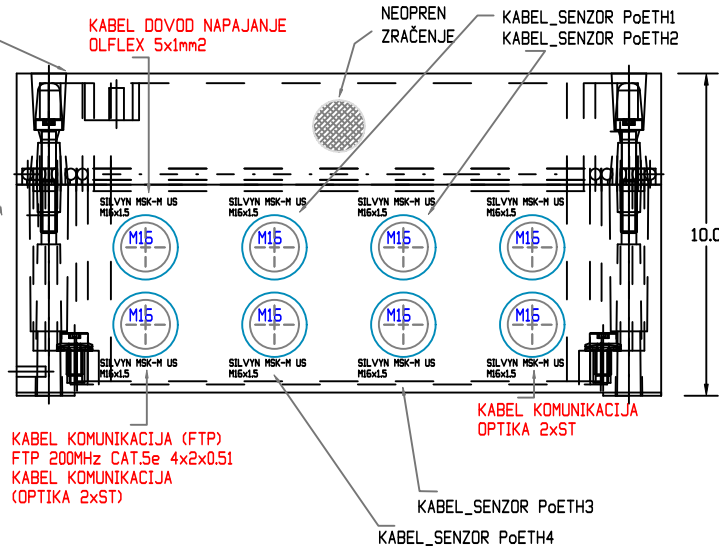 KABEL DOVOD NAPAJANJE
OLFLEX 5x1mm2
NEOPREN
ZRAČENJE
KABEL_SENZOR PoETH1
KABEL_SENZOR PoETH2
SILVYN MSK-M US
M16x1.5
SILVYN MSK-M US
M16x1.5
SILVYN MSK-M US
M16x1.5
SILVYN MSK-M US
M16x1.5
M16
M16
M16
M16
10.0
M16
M16
M16
M16
SILVYN MSK-M US
M16x1.5
SILVYN MSK-M US
M16x1.5
SILVYN MSK-M US
M16x1.5
SILVYN MSK-M US
M16x1.5
KABEL KOMUNIKACIJA
OPTIKA 2xST
KABEL KOMUNIKACIJA (FTP)
FTP 200MHz CAT.5e 4x2x0.51
KABEL KOMUNIKACIJA
(OPTIKA 2xST)
KABEL_SENZOR PoETH3
KABEL_SENZOR PoETH4